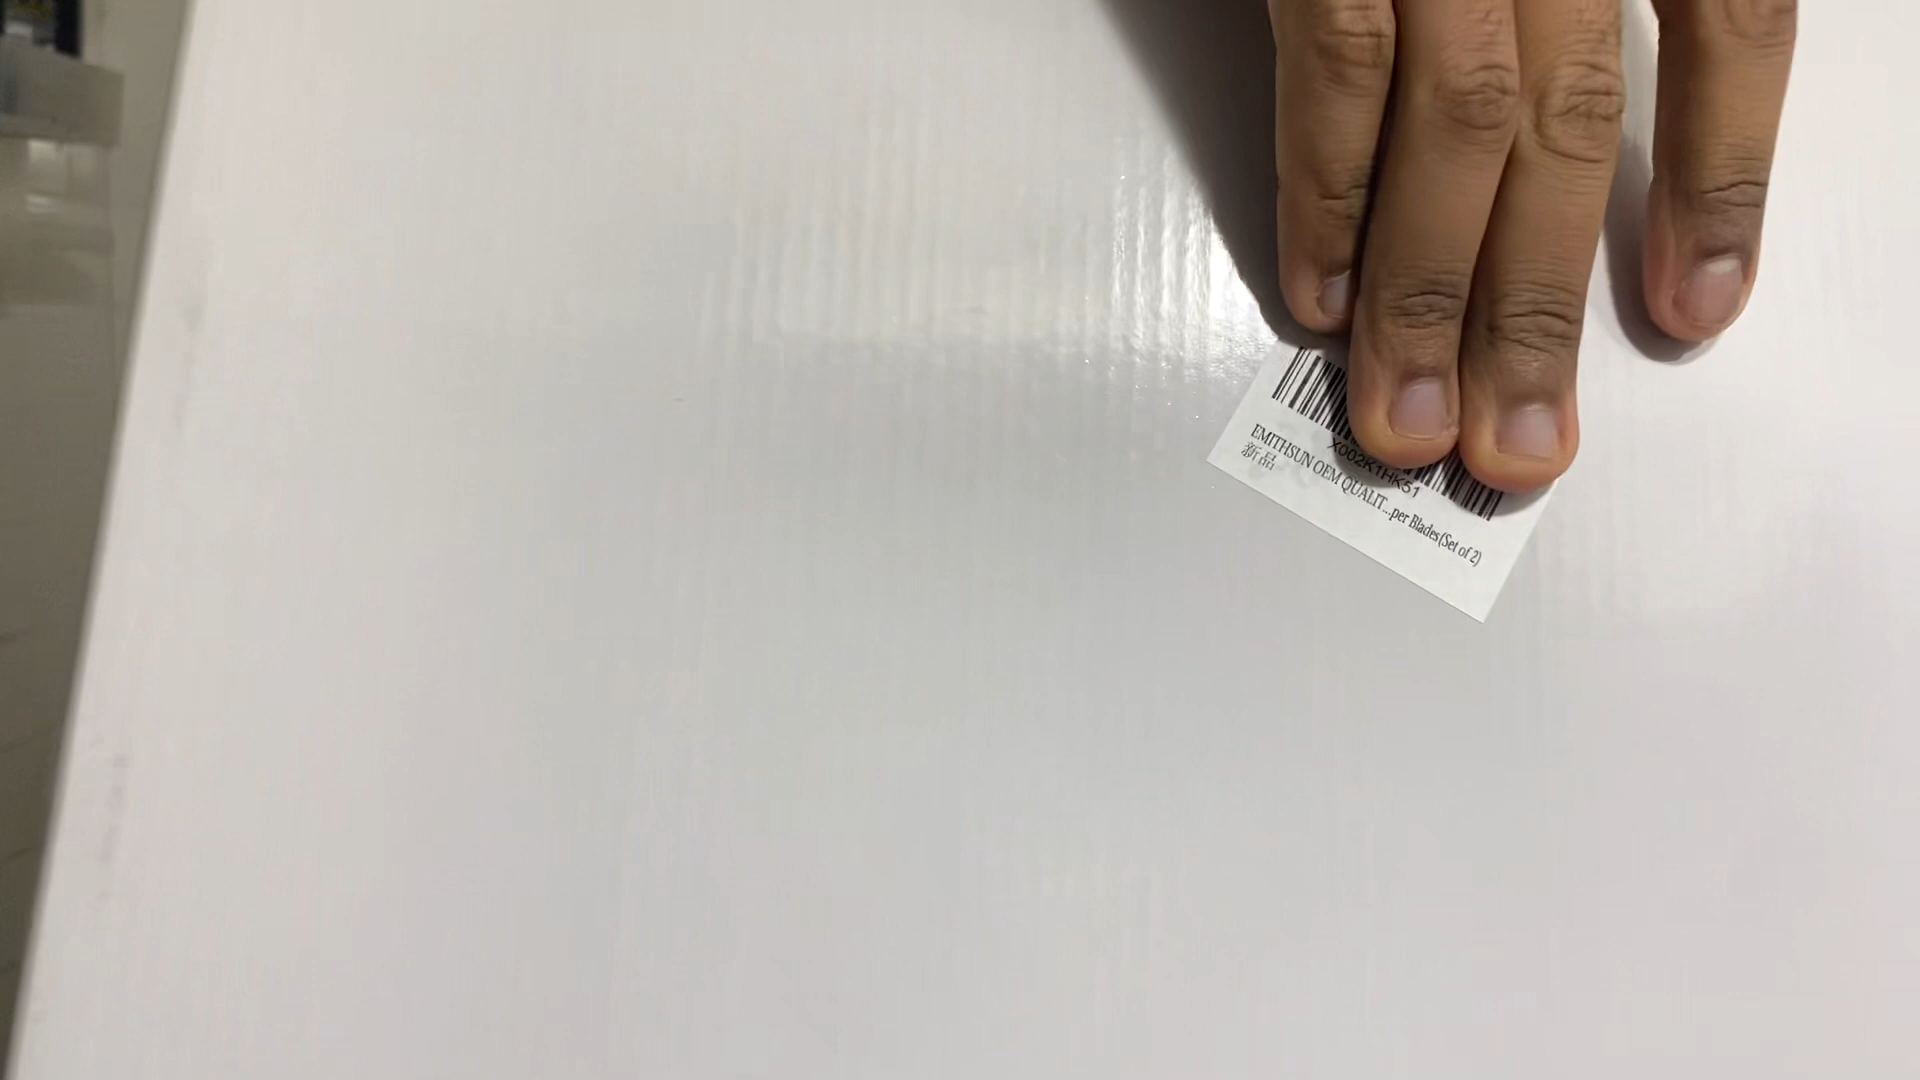 X002K1HK51
EMITHSUN OEM QUALIT...per Blades(Set of 2)
新品